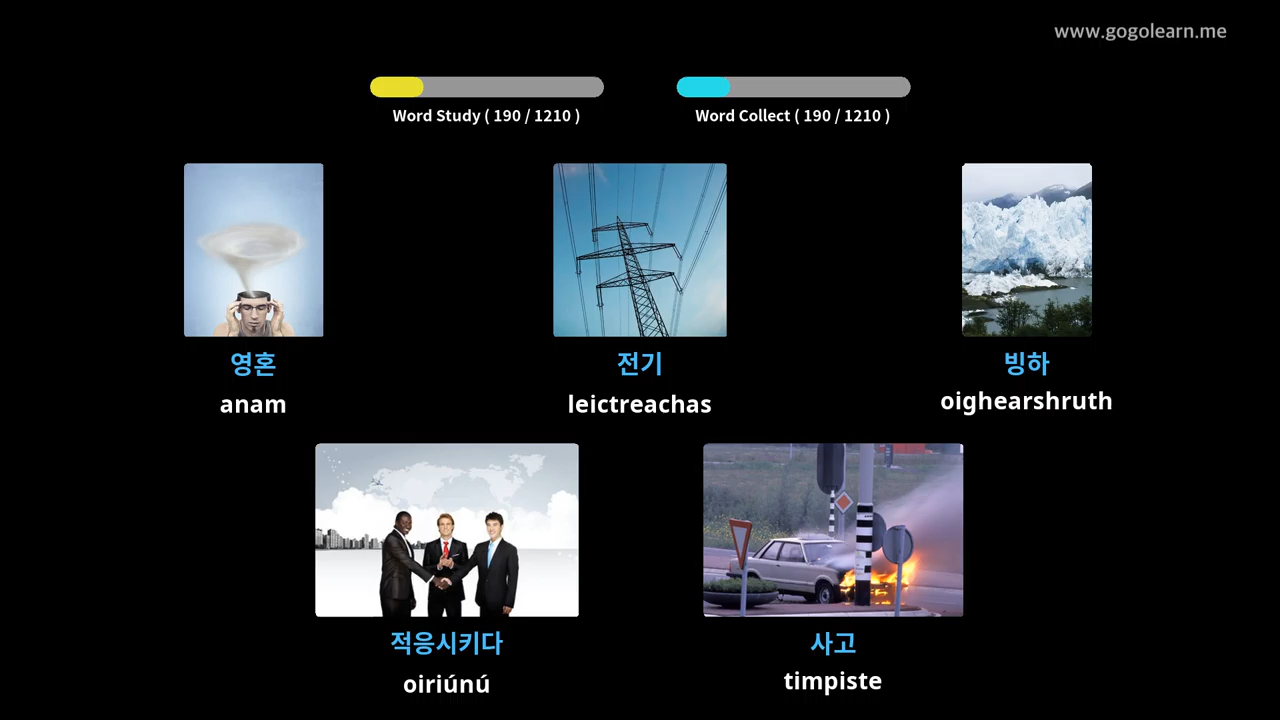 www.gogolearn.me
Word Study ( 190 / 1210 )
Word Collect ( 190 / 1210 )
영혼
전기
빙하
anam
leictreachas
oighearshruth
적응시키다
사고
oiriúnú
timpiste